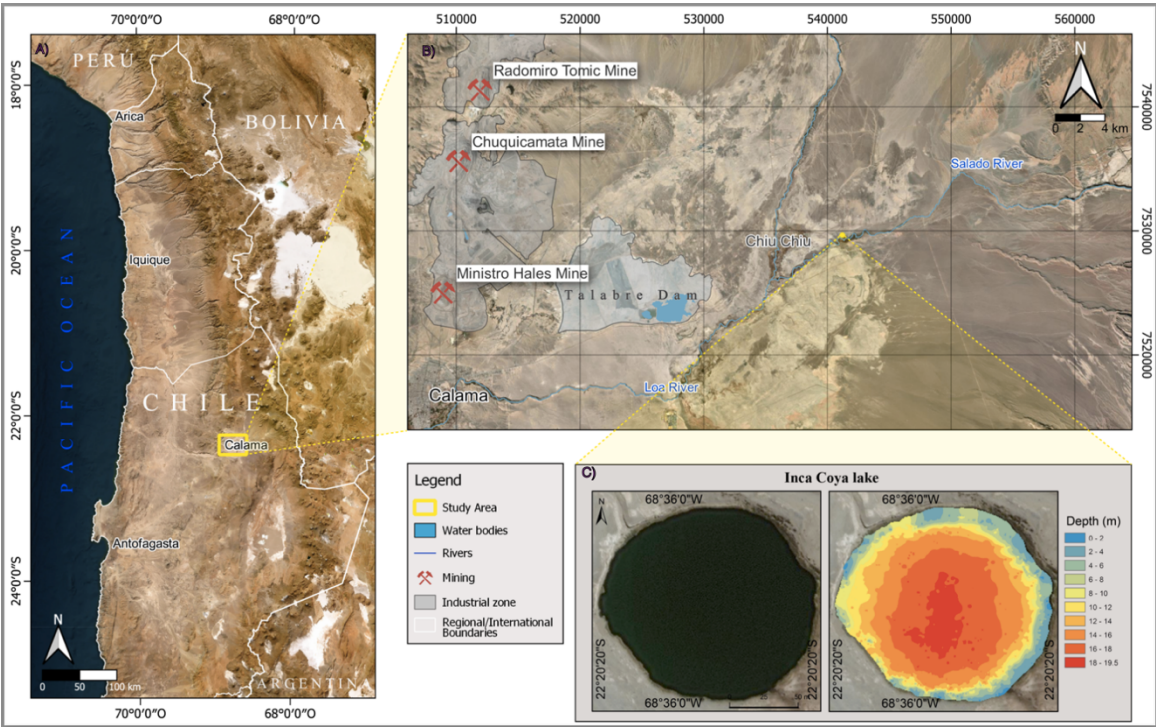 70°0'0"O
68°0'0"O
A)
PERÚ
Arica
BOLIVIA
18°0'0"S
20°0'0"S
22°0'0"S
24°0'0"S
Iquique
PACIFIC OCEAN
CHILE
Calama
Antofagasta
ARGENTINA
N
0 50 100 km
70°0'0"O
68°0'0"O
510000
520000
530000
540000
550000
560000
B)
Radomiro Tomic Mine
Chuquicamata Mine
Ministro Hales Mine
Talabre Dam
Chiu Chiu
Salado River
Loa River
Calama
N
0 2 4 km
7540000
7530000
7520000
Legend
Study Area
Water bodies
Rivers
Mining
Industrial zone
Regional/International
Boundaries
C)
Inca Coya lake
N
68°36'0"W
68°36'0"W
22°20'20"S
68°36'0"W
68°36'0"W
22°20'20"S
Depth (m)
0 - 2
2 - 4
4 - 6
6 - 8
8 - 10
10 - 12
12 - 14
14 - 16
16 - 18
18 - 19.5